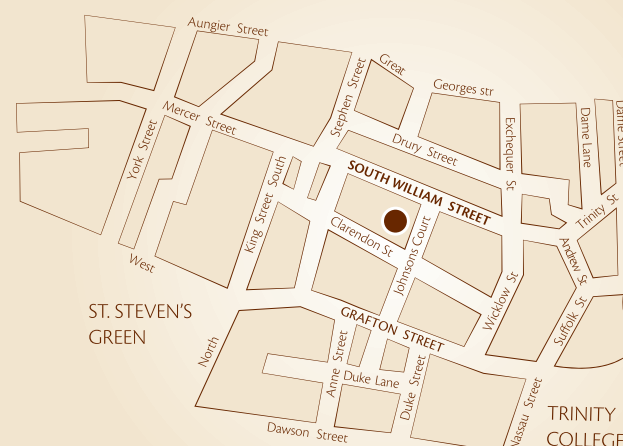 Aungier Street
Great
Georges str
Stephen Street
Mercer Street
York Street
Drury Street
Exchequer St
Dame Lane
Dame Street
SOUTH WILLIAM STREET
King Street South
Clarendon St
Johnsons Court
Trinity St
Andrew St
West
Wicklow St
Suffolk St
ST. STEVEN'S
GREEN
GRAFTON STREET
North
Anne Street
Duke Lane
Duke Street
Dawson Street
Nassau Street
TRINITY
COLLEGE